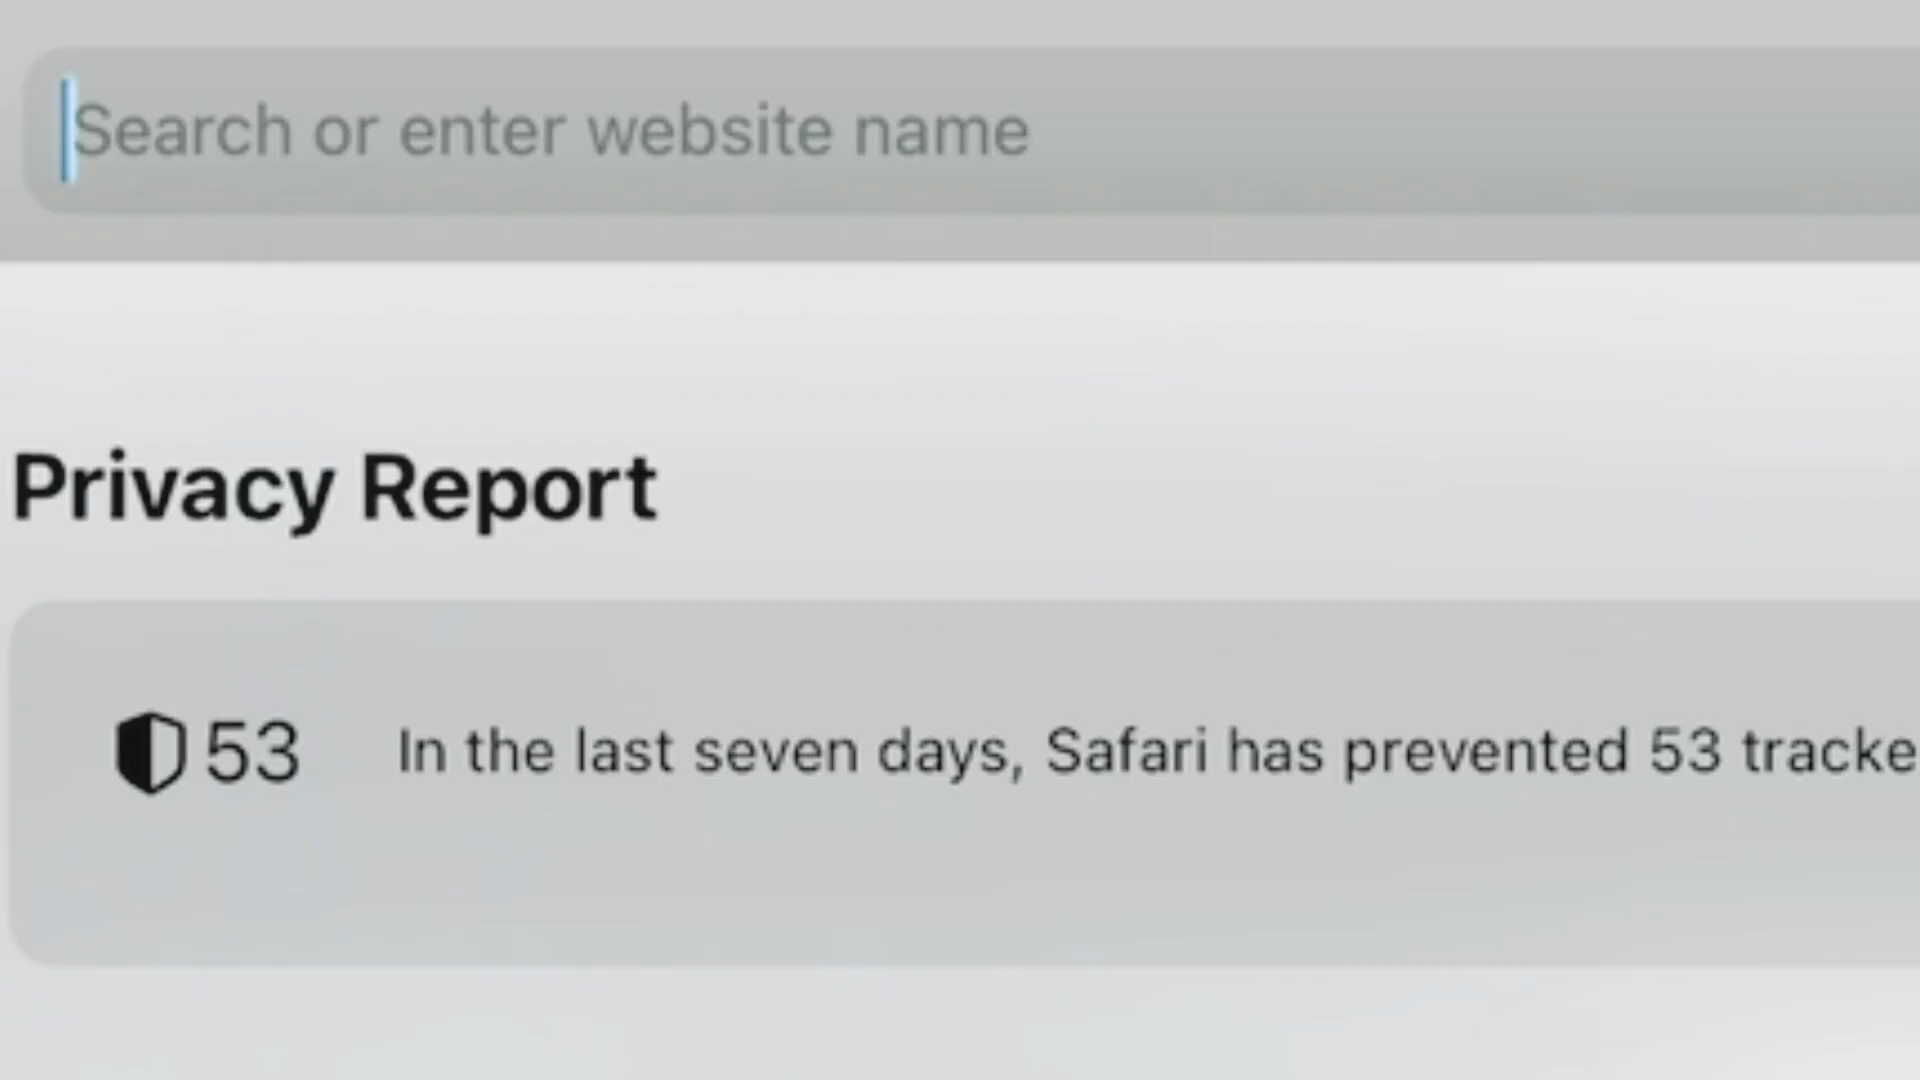 Search or enter website name
Privacy Report
53 In the last seven days, Safari has prevented 53